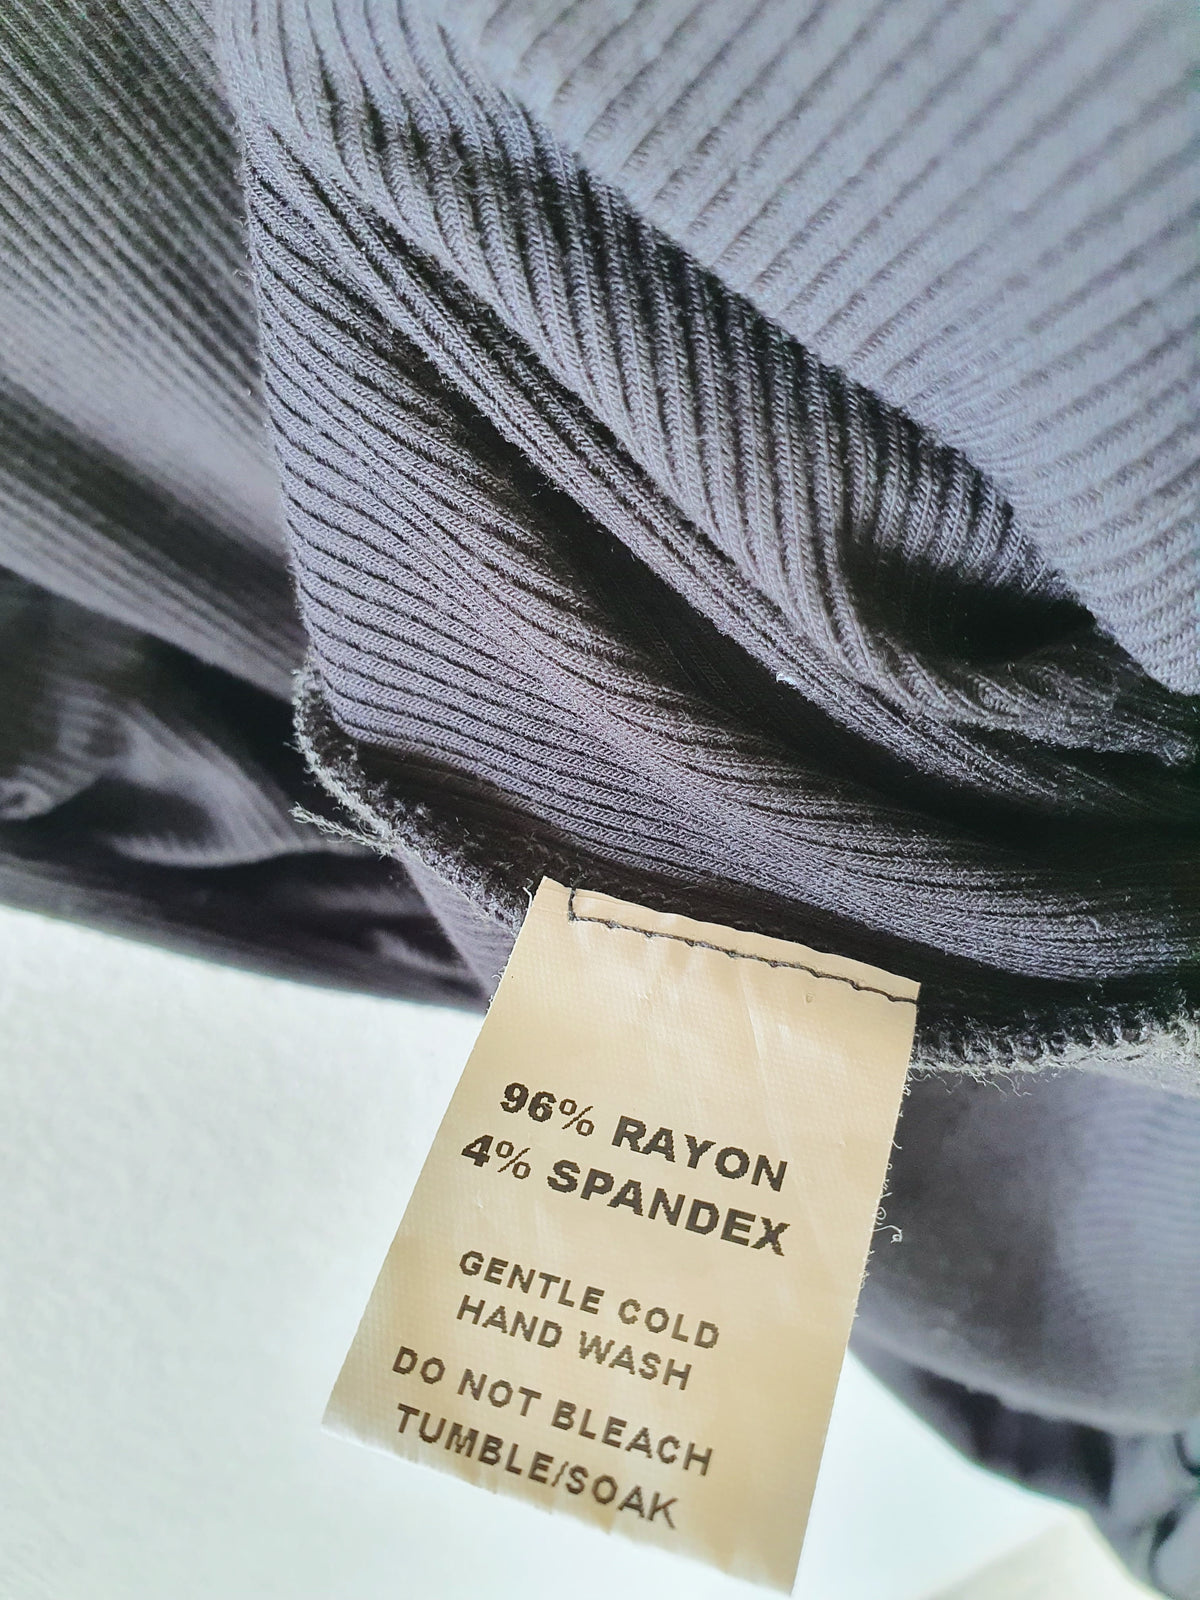 96% RAYON
4% SPANDEX
GENTLE COLD
HAND WASH
DO NOT BLEACH
TUMBLE/SOAK